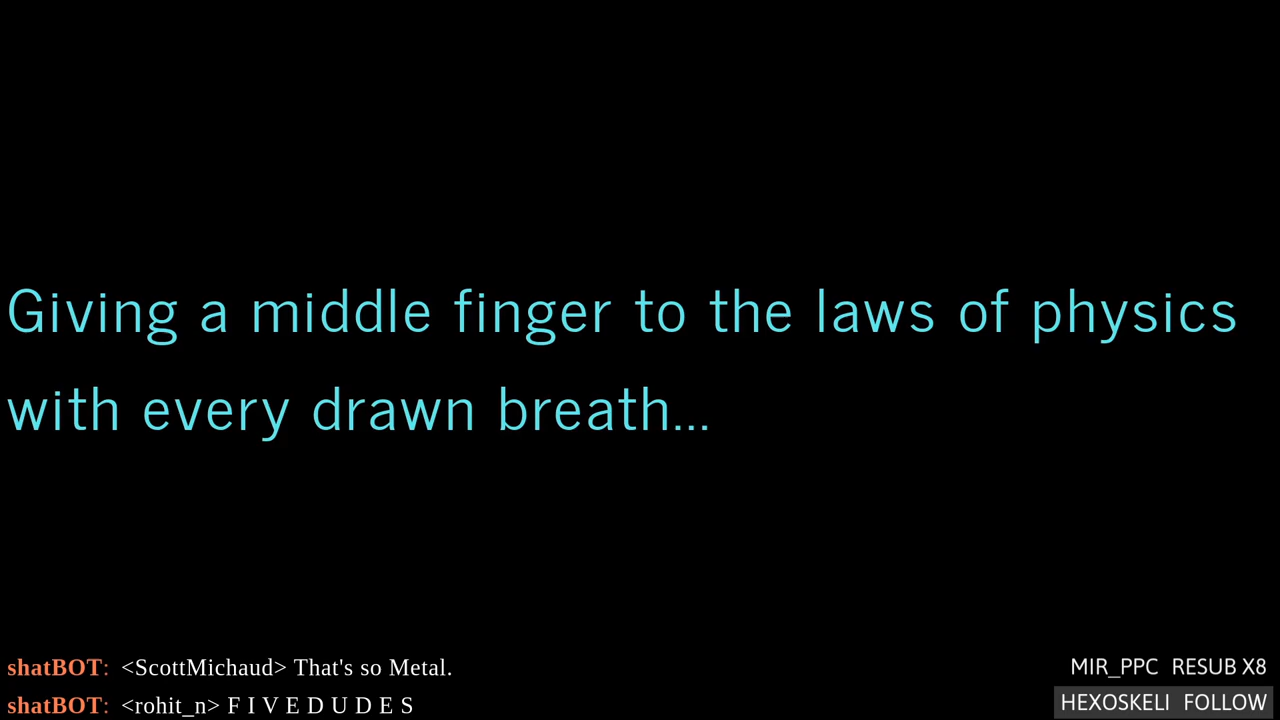 Giving a middle finger to the laws of physics
with every drawn breath...
shatBOT: <ScottMichaud> That's so Metal.
MIR_PPC RESUB X8
shatBOT: <rohit_n> F I V E D U D E S
HEXOSKELI FOLLOW